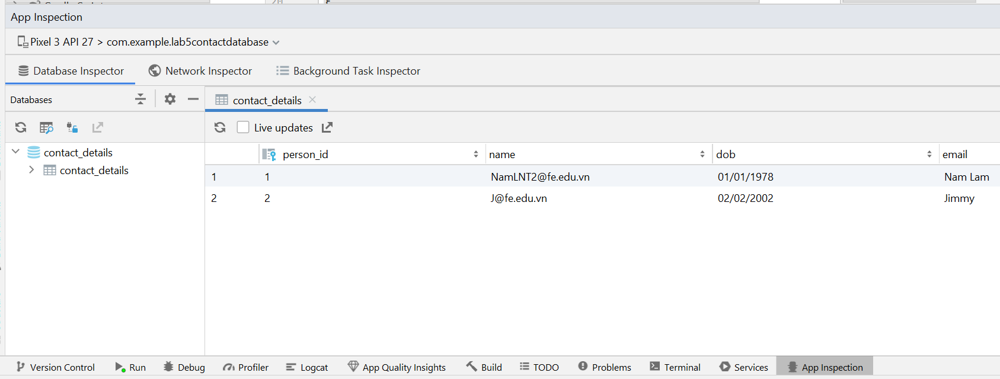 App Inspection
Pixel 3 API 27 > com.example.lab5contactdatabase
Database Inspector Network Inspector Background Task Inspector
Databases contact_details
Live updates
contact_details
contact_details
person_id name dob email
1 1 NamLNT2@fe.edu.vn 01/01/1978 Nam Lam
2 2 J@fe.edu.vn 02/02/2002 Jimmy
Version Control Run Debug Profiler Logcat App Quality Insights Build TODO Problems Terminal Services App Inspection